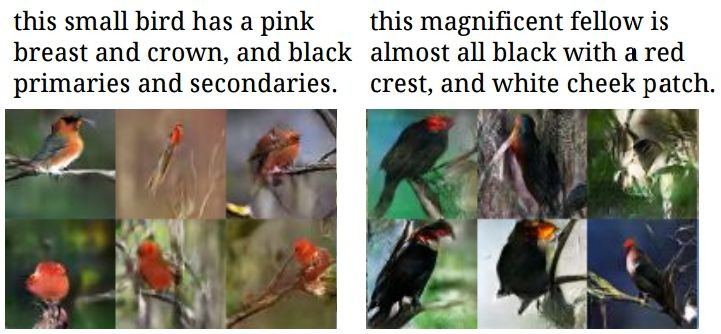 this small bird has a pink
breast and crown, and black
primaries and secondaries.
this magnificent fellow is
almost all black with a red
crest, and white cheek patch.